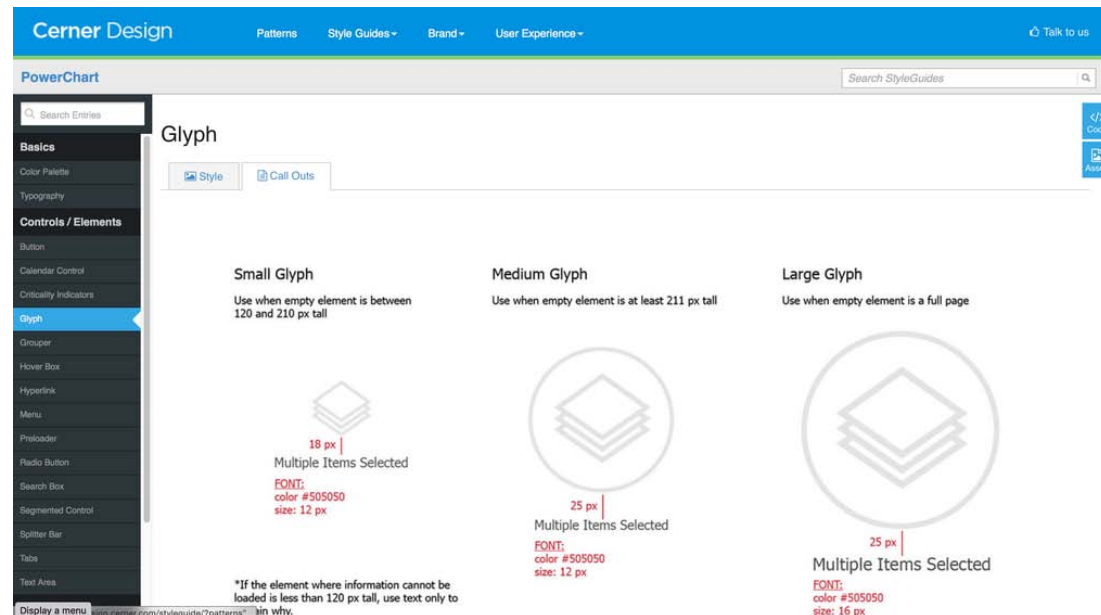 Cerner Design
Patterns Style Guides Brand User Experience
Talk to us
PowerChart
Search StyleGuides
Search Entries
Basics
Color Palette
Typography
Controls / Elements
Button
Calendar Control
Criticality Indicators
Glyph
Grouper
Hover Box
Hyperlink
Menu
Preloader
Radio Button
Search Box
Segmented Control
Splitter Bar
Tabs
Text Area
Display a menu
Glyph
Style
Call Outs
Small Glyph
Use when empty element is between
120 and 210 px tall
18 px
Multiple Items Selected
FONT:
color #505050
size: 12 px
*If the element where information cannot be
loaded is less than 120 px tall, use text only to
why.
Medium Glyph
Use when empty element is at least 211 px tall
25 px
Multiple Items Selected
FONT:
color #505050
size: 12 px
Large Glyph
Use when empty element is a full page
25 px
Multiple Items Selected
FONT:
color #505050
size: 16 px